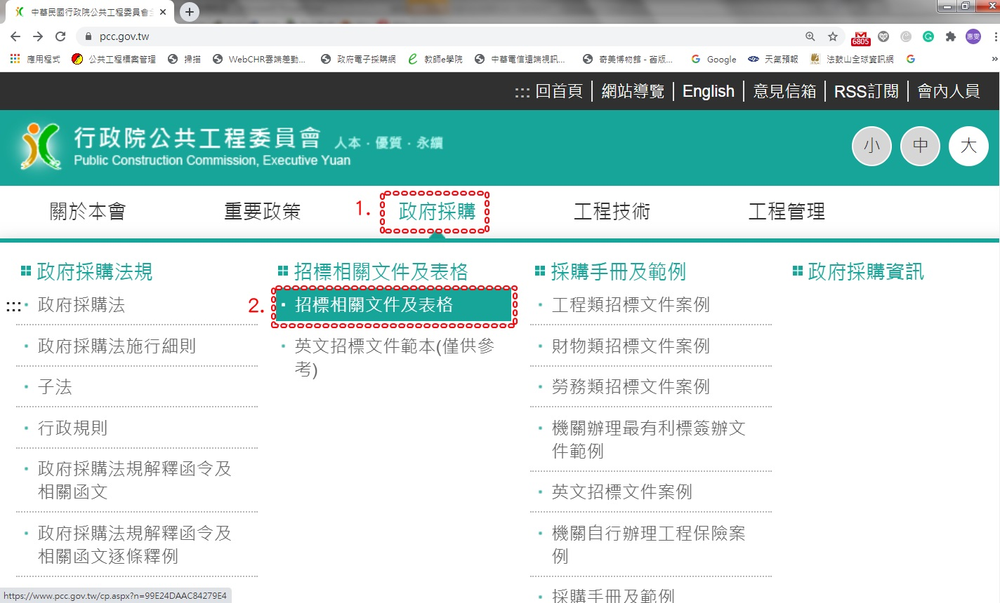 中華民國行政院公共工程委員會全
pcc.gov.tw
6805
惠雯
應用程式 公共工程標案管理 掃描 WebCHR雲端差勤... 政府電子採購網 教師e學院 中華電信遠端視訊... 奇美博物館 - 舊版... Google 天氣預報 法鼓山全球資訊網
::: 回首頁 網站導覽 English 意見信箱 RSS訂閱 會內人員
行政院公共工程委員會 人本．優質．永續
Public Construction Commission, Executive Yuan
小 中 大
關於本會 重要政策 1. 政府採購 工程技術 工程管理
政府採購法規
:::
政府採購法
政府採購法施行細則
子法
行政規則
政府採購法規解釋函令及
相關函文
政府採購法規解釋函令及
相關函文逐條釋例
招標相關文件及表格
2. 招標相關文件及表格
英文招標文件範本(僅供參
考)
採購手冊及範例
工程類招標文件案例
財物類招標文件案例
勞務類招標文件案例
機關辦理最有利標簽辦文
件範例
英文招標文件案例
機關自行辦理工程保險案
例
採購手冊及範例
政府採購資訊
https://www.pcc.gov.tw/cp.aspx?n=99E24DAAC84279E4